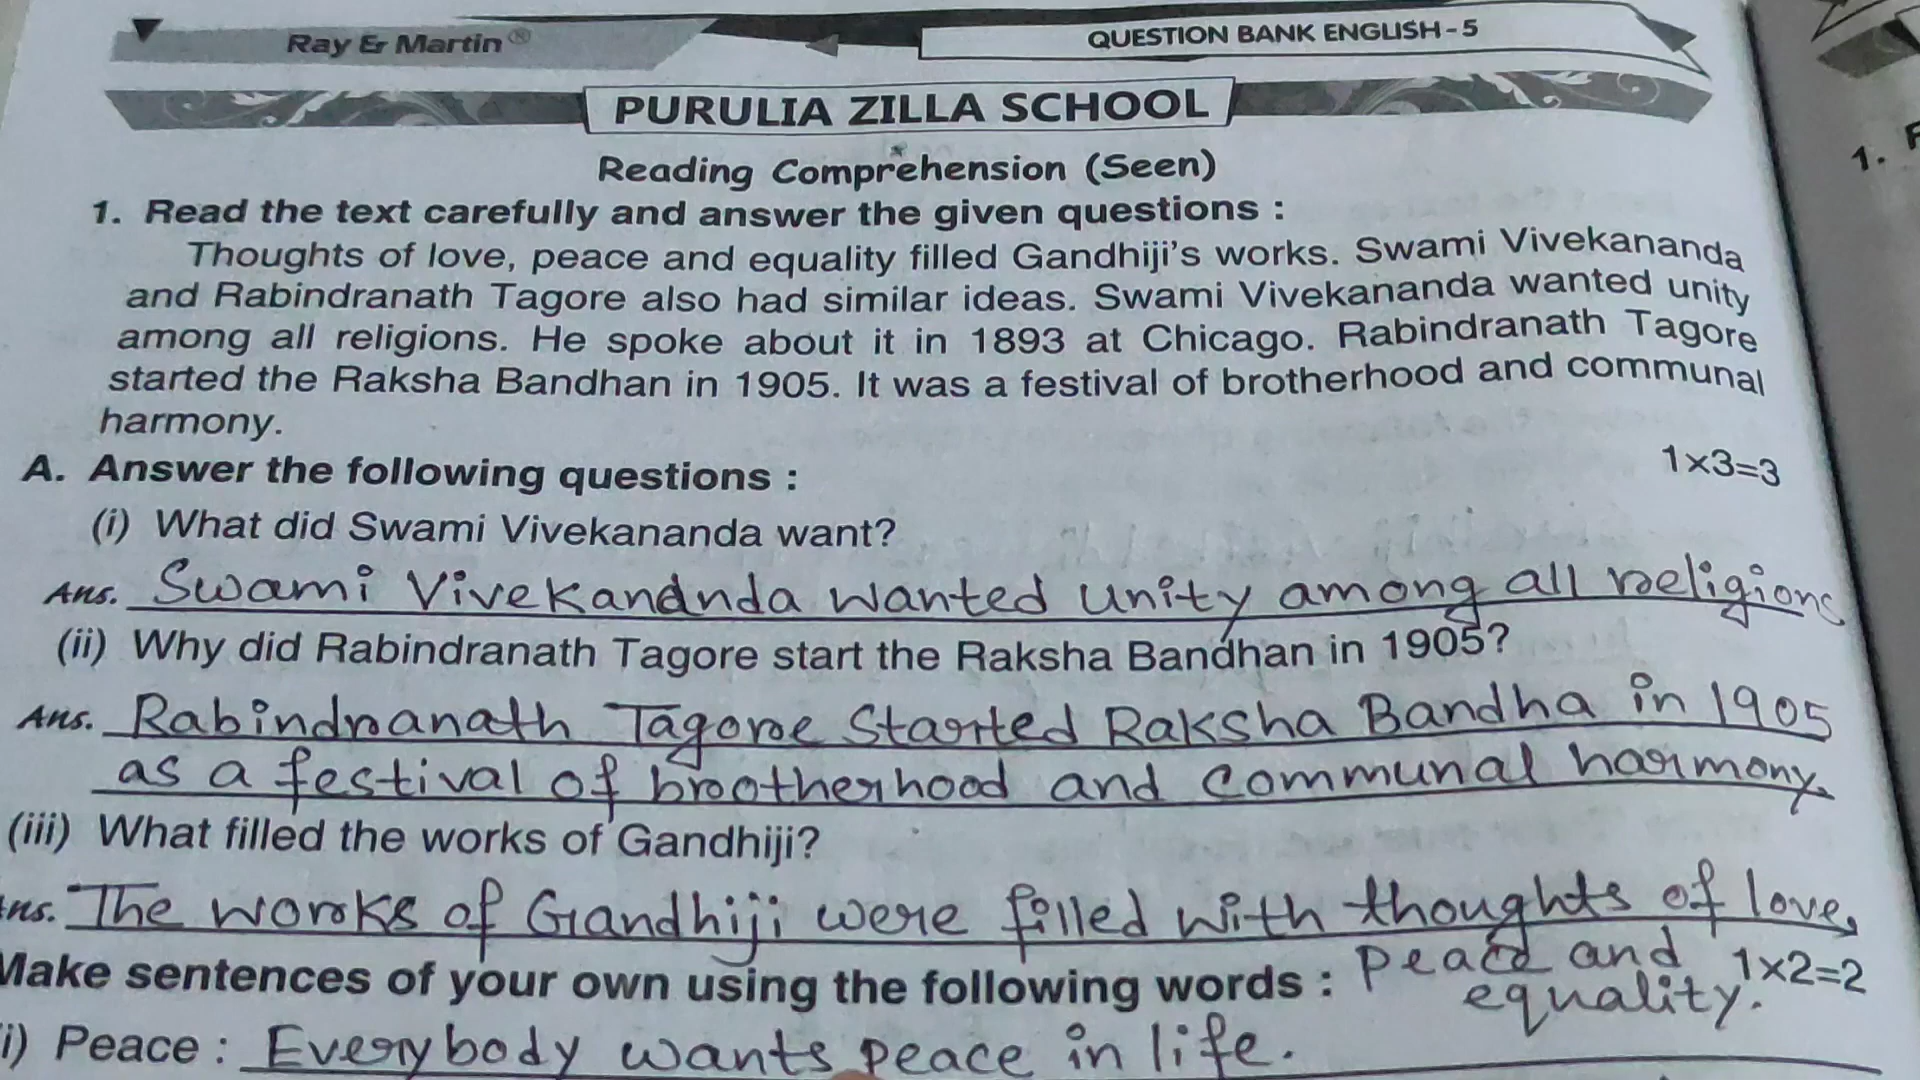 Ray & Martin®
QUESTION BANK ENGLISH-5
PURULIA ZILLA SCHOOL
Reading Comprehension (Seen)
1. Read the text carefully and answer the given questions :
Thoughts of love, peace and equality filled Gandhiji's works. Swami Vivekananda
and Rabindranath Tagore also had similar ideas. Swami Vivekananda wanted unity
among all religions. He spoke about it in 1893 at Chicago. Rabindranath Tagore
started the Raksha Bandhan in 1905. It was a festival of brotherhood and communal
harmony.
A. Answer the following questions : 1×3=3
(i) What did Swami Vivekananda want?
Ans. Swami Vivekananda wanted unity among all religions
(ii) Why did Rabindranath Tagore start the Raksha Bandhan in 1905?
Ans. Rabindranath Tagore Started Raksha Bandha in 1905
as a festival of brotherhood and communal harmony.
(iii) What filled the works of Gandhiji?
Ans. The works of Gandhiji were filled with thoughts of love,
peace and
equality.
Make sentences of your own using the following words : 1×2=2
i) Peace : Everybody wants peace in life.
1.